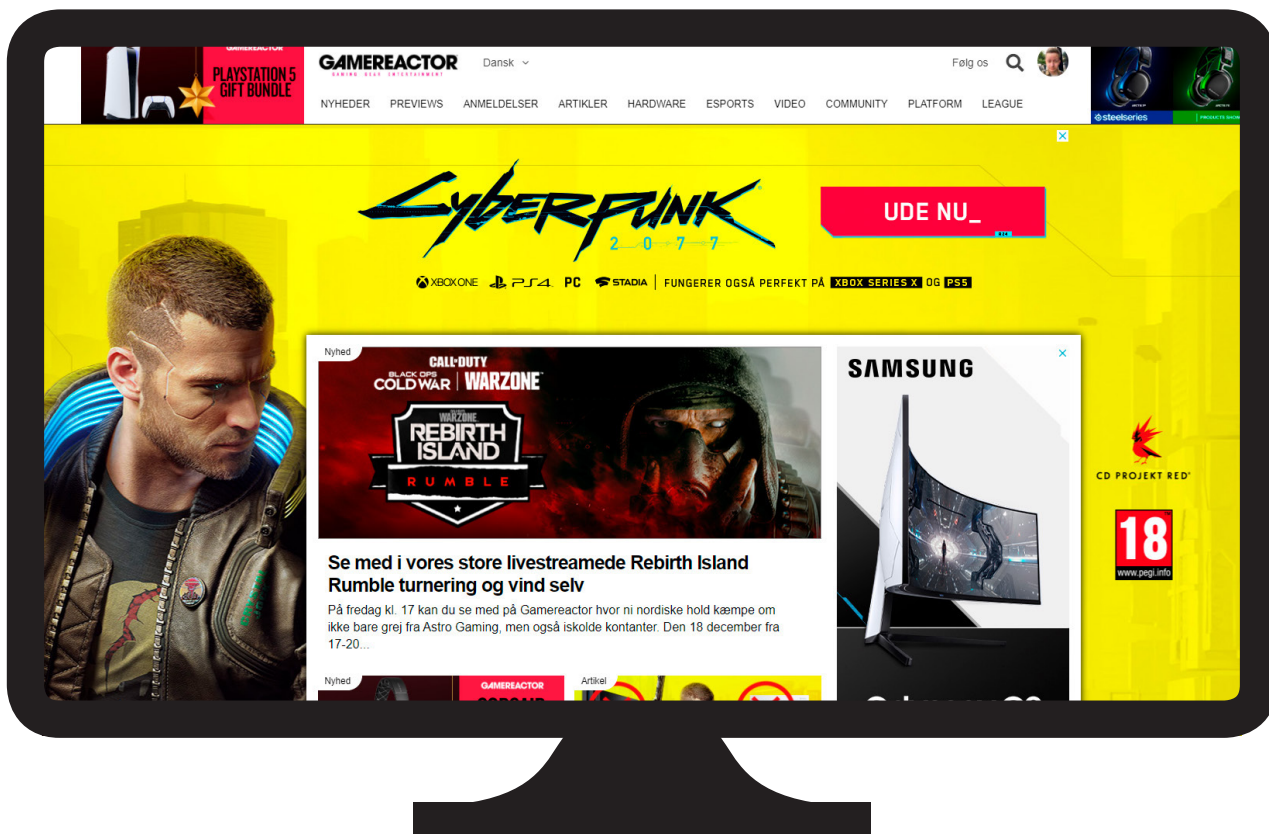 GAMEREACTOR
PLAYSTATION 5
GIFT BUNDLE
GAMEREACTOR
GAMING GEAR ENTERTAINMENT
Dansk
Følg os
NYHEDER PREVIEWS ANMELDELSER ARTIKLER HARDWARE ESPORTS VIDEO COMMUNITY PLATFORM LEAGUE
steelseries
Cyberpunk
2077
UDE NU_
XBOX ONE PS4 PC STADIA | FUNGERER OGSÅ PERFEKT PÅ XBOX SERIES X OG PS5
Nyhed
CALL OF DUTY
BLACK OPS
COLD WAR | WARZONE
WARZONE
REBIRTH
ISLAND
RUMBLE
Se med i vores store livestreamede Rebirth Island
Rumble turnering og vind selv
På fredag kl. 17 kan du se med på Gamereactor hvor ni nordiske hold kæmpe om
ikke bare grej fra Astro Gaming, men også iskolde kontanter. Den 18 december fra
17-20...
SAMSUNG
CD PROJEKT RED
18
www.pegi.info
Nyhed
GAMEREACTOR
Artikel